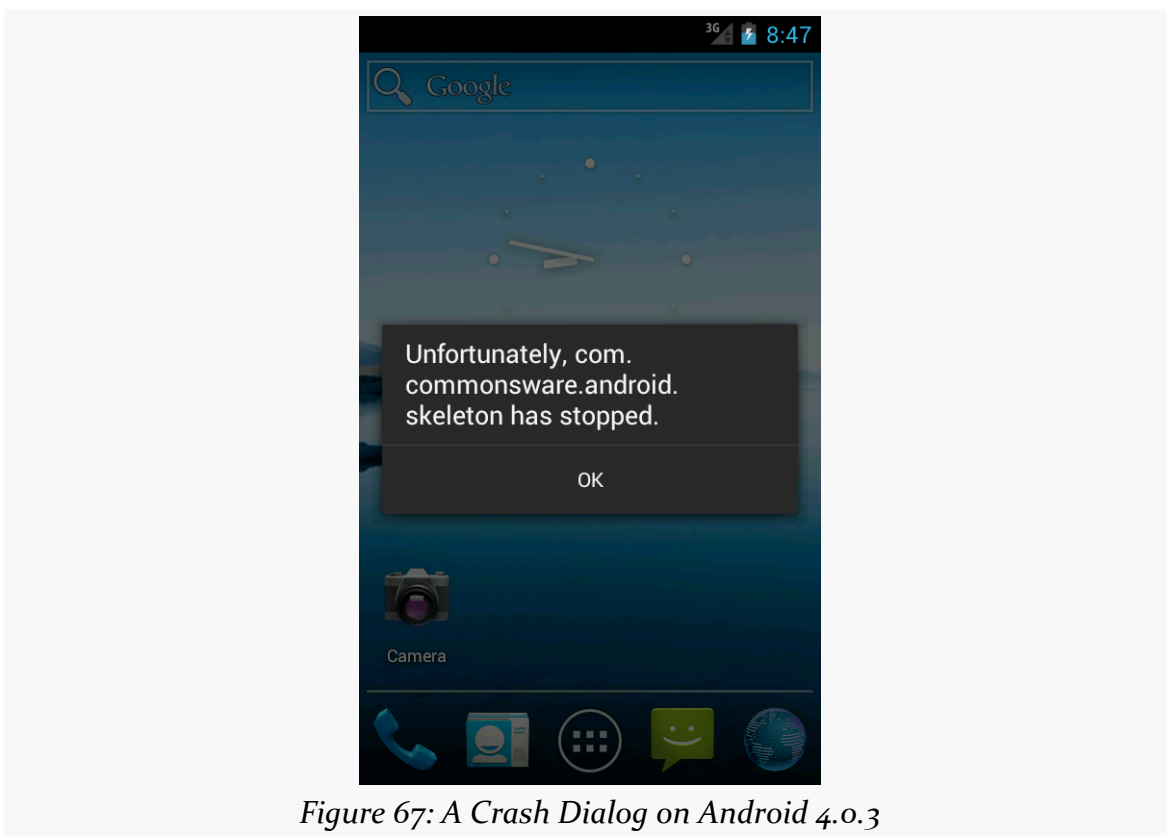 3G 8:47
Google
Unfortunately, com.
commonsware.android.
skeleton has stopped.
OK
Camera
Figure 67: A Crash Dialog on Android 4.0.3